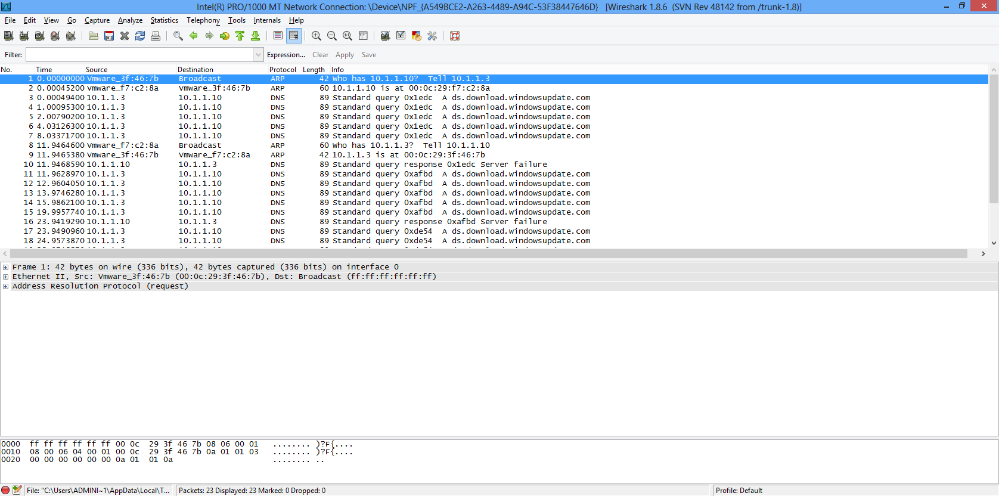 Intel(R) PRO/1000 MT Network Connection: \Device\NPF_{A549BCE2-A263-4489-A94C-53F38447646D} [Wireshark 1.8.6 (SVN Rev 48142 from /trunk-1.8)]
File Edit View Go Capture Analyze Statistics Telephony Tools Internals Help
Filter: Expression... Clear Apply Save
No. Time Source Destination Protocol Length Info
1 0.00000000 Vmware_3f:46:7b Broadcast ARP 42 Who has 10.1.1.10? Tell 10.1.1.3
2 0.00045200 Vmware_f7:c2:8a Vmware_3f:46:7b ARP 60 10.1.1.10 is at 00:0c:29:f7:c2:8a
3 0.00049400 10.1.1.3 10.1.1.10 DNS 89 Standard query 0x1edc A ds.download.windowsupdate.com
4 1.00095300 10.1.1.3 10.1.1.10 DNS 89 Standard query 0x1edc A ds.download.windowsupdate.com
5 2.00790200 10.1.1.3 10.1.1.10 DNS 89 Standard query 0x1edc A ds.download.windowsupdate.com
6 4.03126300 10.1.1.3 10.1.1.10 DNS 89 Standard query 0x1edc A ds.download.windowsupdate.com
7 8.03371700 10.1.1.3 10.1.1.10 DNS 89 Standard query 0x1edc A ds.download.windowsupdate.com
8 11.9464600 Vmware_f7:c2:8a Broadcast ARP 60 Who has 10.1.1.3? Tell 10.1.1.10
9 11.9465380 Vmware_3f:46:7b Vmware_f7:c2:8a ARP 42 10.1.1.3 is at 00:0c:29:3f:46:7b
10 11.9468590 10.1.1.10 10.1.1.3 DNS 89 Standard query response 0x1edc Server failure
11 11.9628970 10.1.1.3 10.1.1.10 DNS 89 Standard query 0xafbd A ds.download.windowsupdate.com
12 12.9604050 10.1.1.3 10.1.1.10 DNS 89 Standard query 0xafbd A ds.download.windowsupdate.com
13 13.9746280 10.1.1.3 10.1.1.10 DNS 89 Standard query 0xafbd A ds.download.windowsupdate.com
14 15.9862100 10.1.1.3 10.1.1.10 DNS 89 Standard query 0xafbd A ds.download.windowsupdate.com
15 19.9957740 10.1.1.3 10.1.1.10 DNS 89 Standard query 0xafbd A ds.download.windowsupdate.com
16 23.9419290 10.1.1.10 10.1.1.3 DNS 89 Standard query response 0xafbd Server failure
17 23.9490960 10.1.1.3 10.1.1.10 DNS 89 Standard query 0xde54 A ds.download.windowsupdate.com
18 24.9573870 10.1.1.3 10.1.1.10 DNS 89 Standard query 0xde54 A ds.download.windowsupdate.com
Frame 1: 42 bytes on wire (336 bits), 42 bytes captured (336 bits) on interface 0
Ethernet II, Src: Vmware_3f:46:7b (00:0c:29:3f:46:7b), Dst: Broadcast (ff:ff:ff:ff:ff:ff)
Address Resolution Protocol (request)
0000 ff ff ff ff ff ff 00 0c 29 3f 46 7b 08 06 00 01 ........ )?F{....
0010 08 00 06 04 00 01 00 0c 29 3f 46 7b 0a 01 01 03 ........ )?F{....
0020 00 00 00 00 00 00 0a 01 01 0a ........ ..
File: "C:\Users\ADMINI~1\AppData\Local\T... Packets: 23 Displayed: 23 Marked: 0 Dropped: 0 Profile: Default